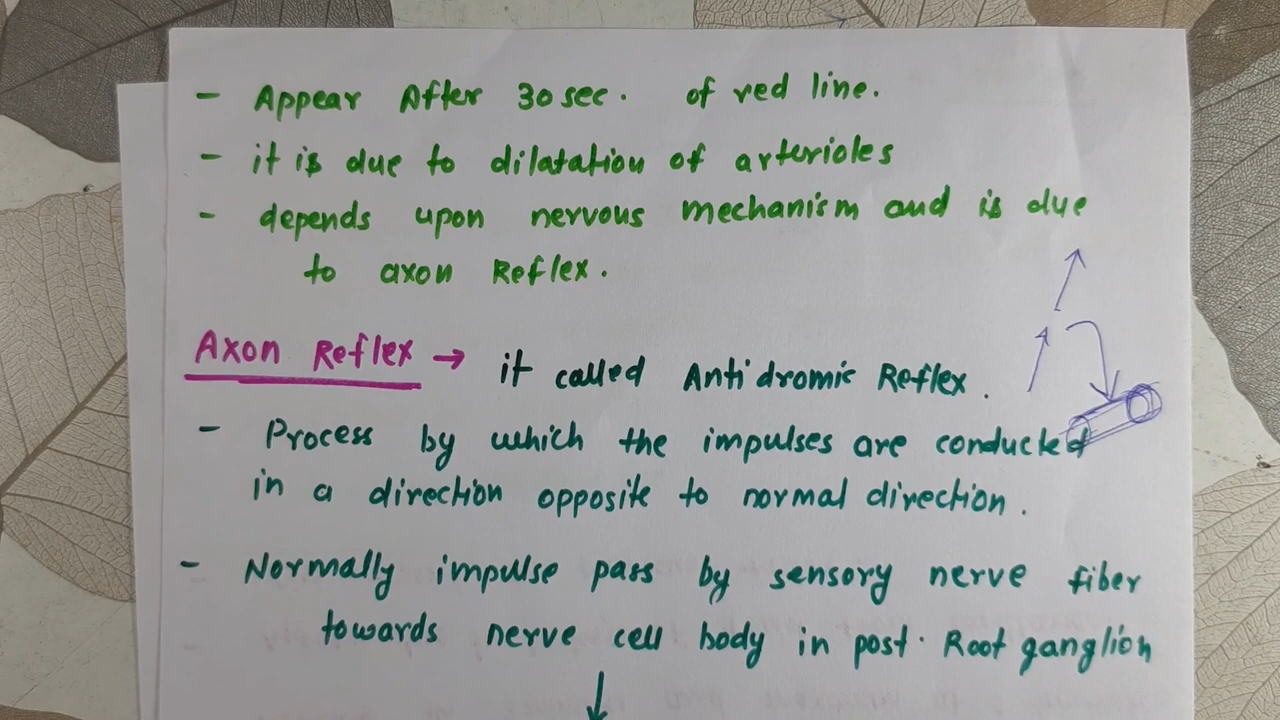 - Appear After 30 sec. of red line.
- it is due to dilatation of arterioles
- depends upon nervous mechanism and is due
to axon Reflex.
Axon Reflex → it called Antidromic Reflex.
- Process by which the impulses are conducted
in a direction opposite to normal direction.
- Normally impulse pass by sensory nerve fiber
towards nerve cell body in post. Root ganglion
↓